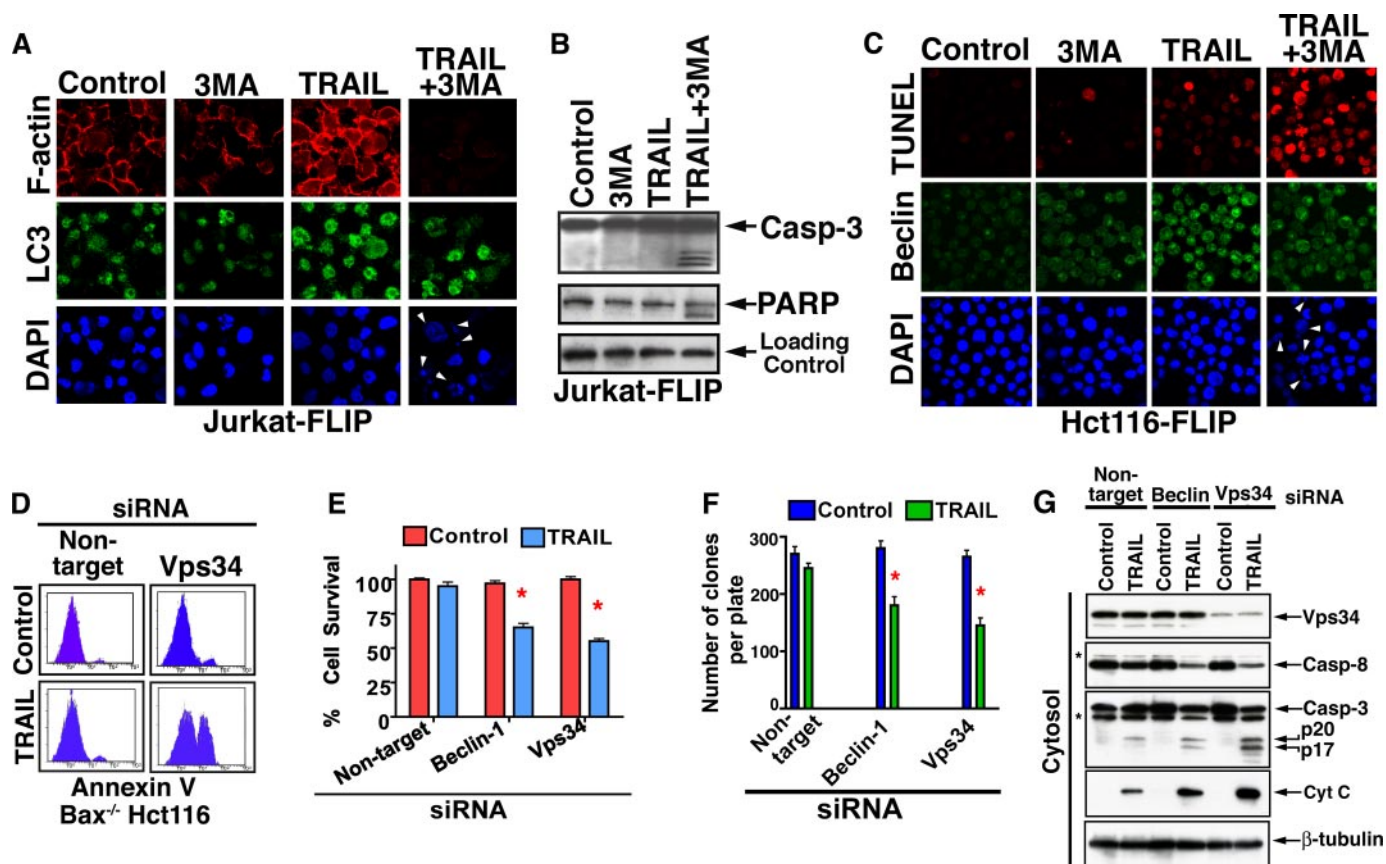 A
Control 3MA TRAIL TRAIL
+3MA
F-actin
LC3
DAPI
Jurkat-FLIP
B
Control
3MA
TRAIL
TRAIL+3MA
Casp-3
PARP
Loading
Control
Jurkat-FLIP
C
Control 3MA TRAIL TRAIL
+3MA
TUNEL
Beclin
DAPI
Hct116-FLIP
D
siRNA
Non-
target Vps34
Control
TRAIL
Annexin V
Bax-/- Hct116
E
Control TRAIL
% Cell Survival
100
75
50
25
0
*
*
Non-target
Beclin-1
Vps34
siRNA
F
Control TRAIL
Number of clones
per plate
300
200
300
0
*
*
Non-
target
Beclin-1
Vps34
siRNA
G
Non-
target Beclin Vps34 siRNA
Control
TRAIL
Control
TRAIL
Control
TRAIL
Cytosol
Vps34
*
Casp-8
Casp-3
*
p20
p17
Cyt C
β-tubulin